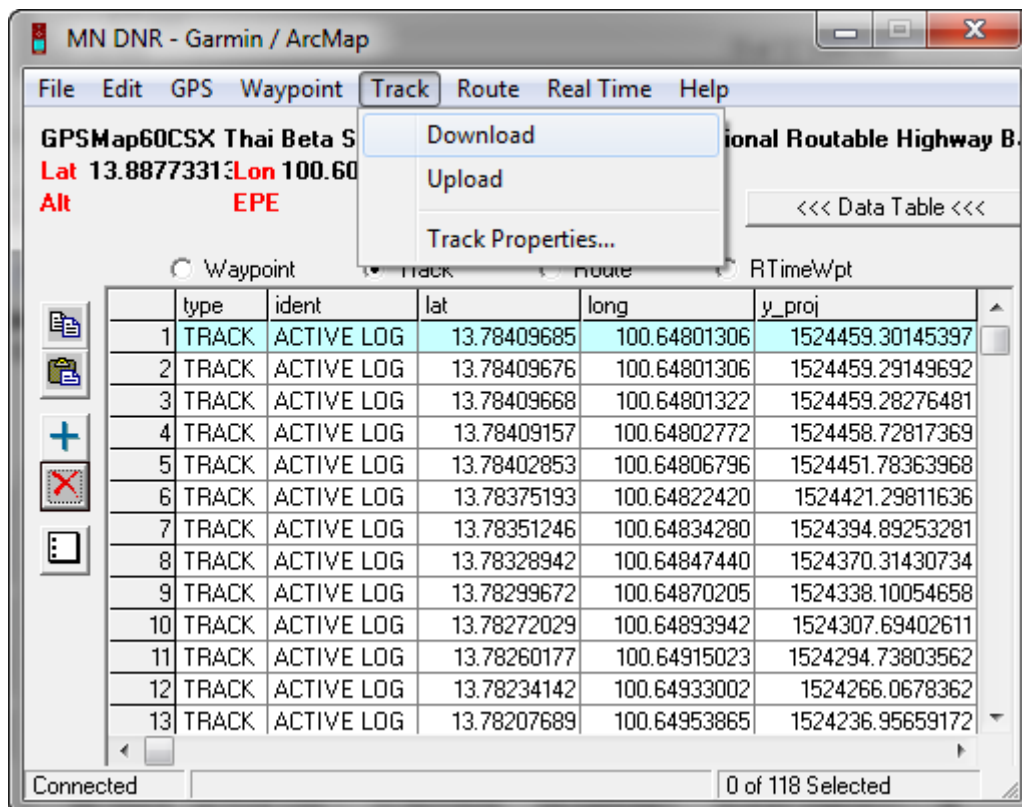 MN DNR - Garmin / ArcMap
File Edit GPS Waypoint Track Route Real Time Help
GPSMap60CSX Thai Beta S
ional Routable Highway B
Lat 13.88773313 Lon 100.60
Alt EPE
<<< Data Table <<<
Download
Upload
Track Properties...
Waypoint Track Route RTimeWpt
type ident lat long y_proj
1 TRACK ACTIVE LOG 13.78409685 100.64801306 1524459.30145397
2 TRACK ACTIVE LOG 13.78409676 100.64801306 1524459.29149692
3 TRACK ACTIVE LOG 13.78409668 100.64801322 1524459.28276481
4 TRACK ACTIVE LOG 13.78409157 100.64802772 1524458.72817369
5 TRACK ACTIVE LOG 13.78402853 100.64806796 1524451.78363968
6 TRACK ACTIVE LOG 13.78375193 100.64822420 1524421.29811636
7 TRACK ACTIVE LOG 13.78351246 100.64834280 1524394.89253281
8 TRACK ACTIVE LOG 13.78328942 100.64847440 1524370.31430734
9 TRACK ACTIVE LOG 13.78299672 100.64870205 1524338.10054658
10 TRACK ACTIVE LOG 13.78272029 100.64893942 1524307.69402611
11 TRACK ACTIVE LOG 13.78260177 100.64915023 1524294.73803562
12 TRACK ACTIVE LOG 13.78234142 100.64933002 1524266.0678362
13 TRACK ACTIVE LOG 13.78207689 100.64953865 1524236.95659172
Connected
0 of 118 Selected